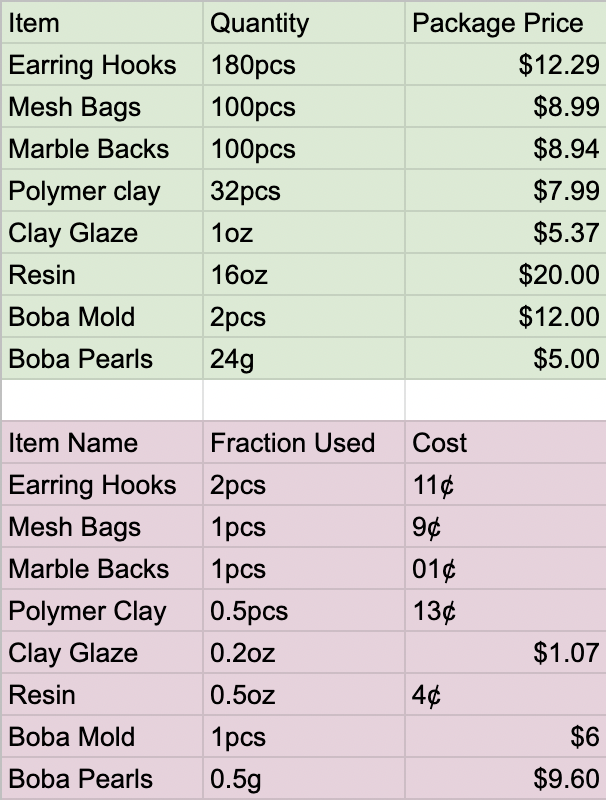 Item Quantity Package Price
Earring Hooks 180pcs $12.29
Mesh Bags 100pcs $8.99
Marble Backs 100pcs $8.94
Polymer clay 32pcs $7.99
Clay Glaze 1oz $5.37
Resin 16oz $20.00
Boba Mold 2pcs $12.00
Boba Pearls 24g $5.00
Item Name Fraction Used Cost
Earring Hooks 2pcs 11¢
Mesh Bags 1pcs 9¢
Marble Backs 1pcs 01¢
Polymer Clay 0.5pcs 13¢
Clay Glaze 0.2oz $1.07
Resin 0.5oz 4¢
Boba Mold 1pcs $6
Boba Pearls 0.5g $9.60